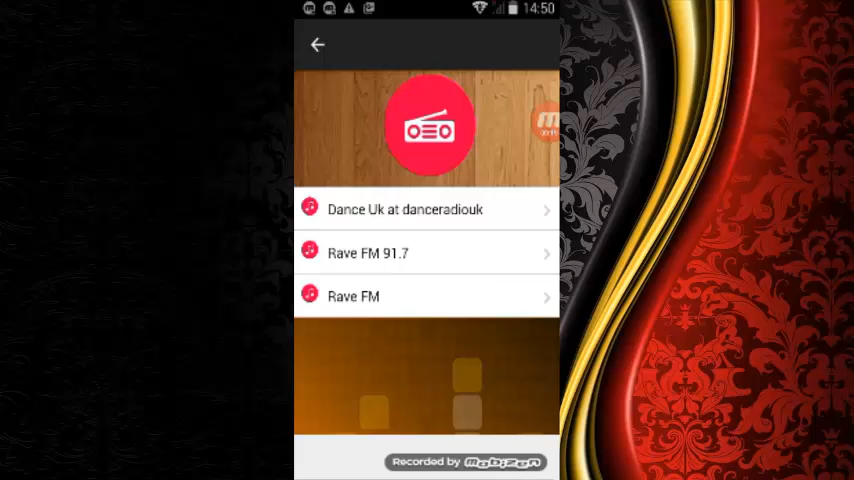 14:50
Dance Uk at danceradiouk
Rave FM 91.7
Rave FM
Recorded by mobizen